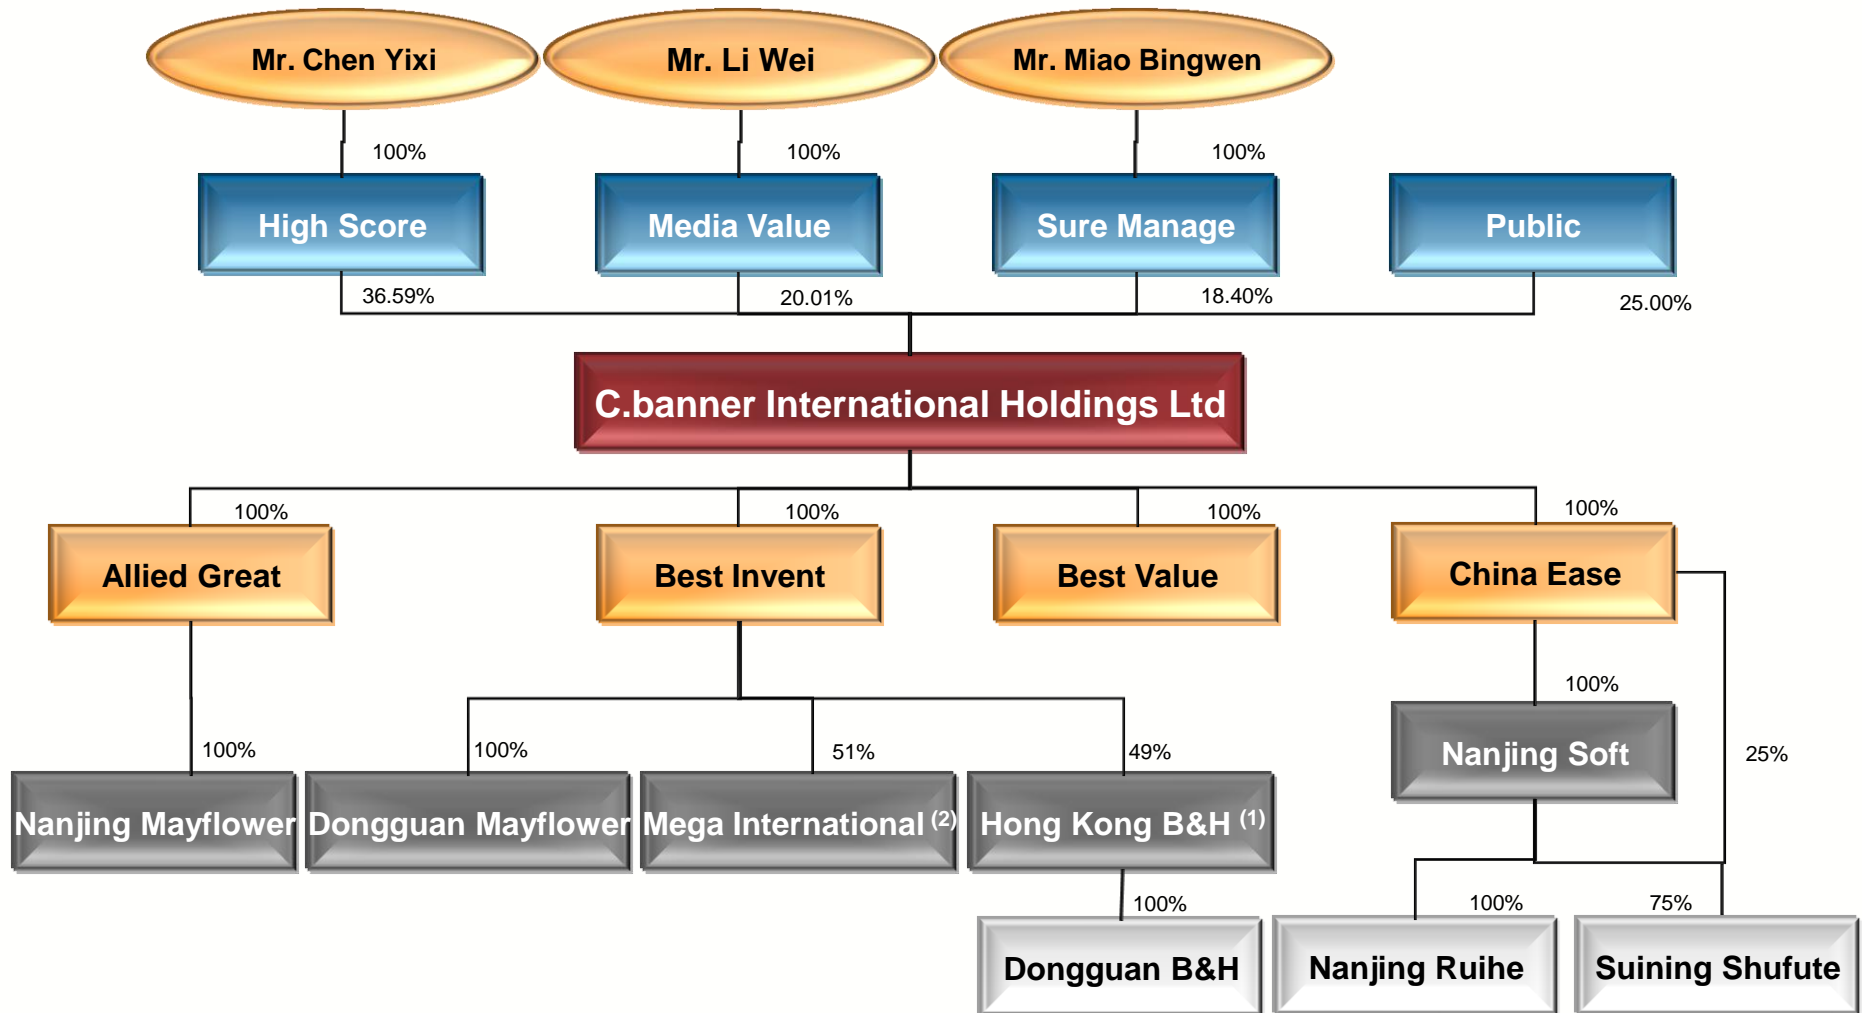 Mr. Chen Yixi
Mr. Li Wei
Mr. Miao Bingwen
100%
100%
100%
High Score
Media Value
Sure Manage
Public
36.59%
20.01%
18.40%
25.00%
C.banner International Holdings Ltd
100%
100%
100%
100%
Allied Great
Best Invent
Best Value
China Ease
100%
100%
100%
51%
49%
25%
Nanjing Soft
Nanjing Mayflower
Dongguan Mayflower
Mega International (2)
Hong Kong B&H (1)
100%
100%
75%
Dongguan B&H
Nanjing Ruihe
Suining Shufute